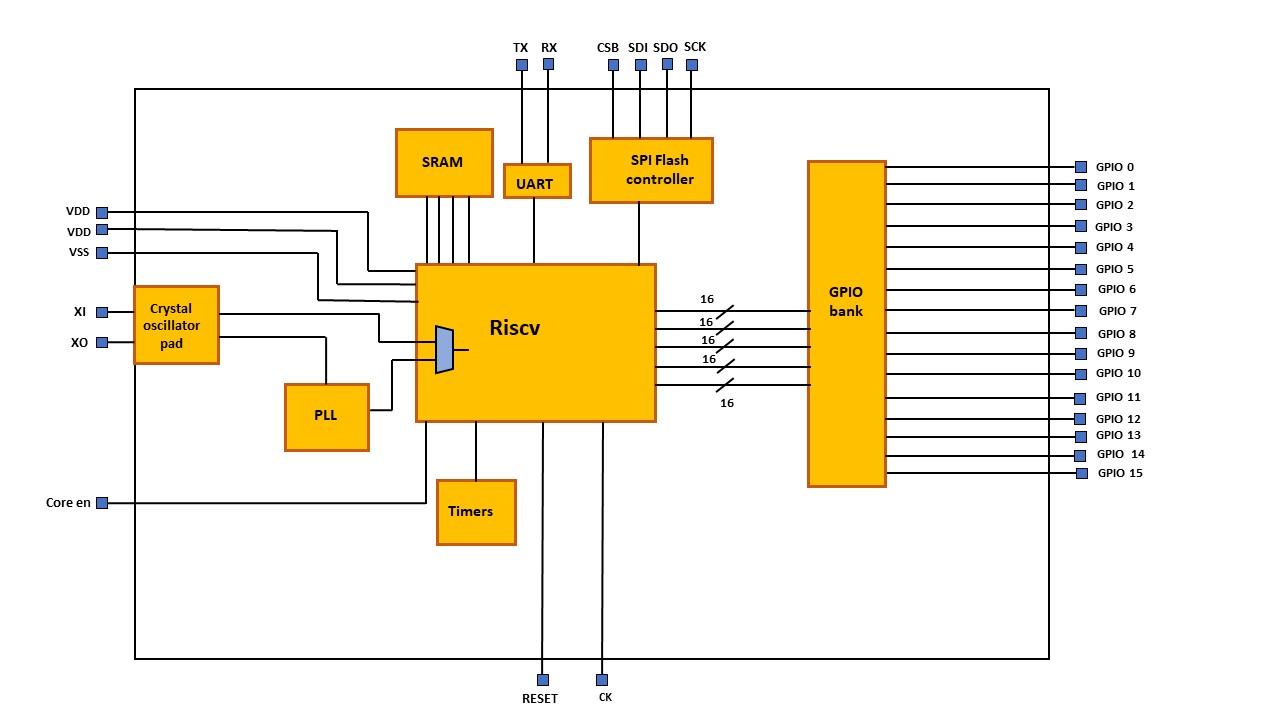 TX RX CSB SDI SDO SCK
SRAM
UART
SPI Flash
controller
VDD
VDD
VSS
XI
XO
Crystal
oscillator
pad
PLL
Core en
Riscv
Timers
16
16
16
16
16
GPIO
bank
GPIO 0
GPIO 1
GPIO 2
GPIO 3
GPIO 4
GPIO 5
GPIO 6
GPIO 7
GPIO 8
GPIO 9
GPIO 10
GPIO 11
GPIO 12
GPIO 13
GPIO 14
GPIO 15
RESET CK